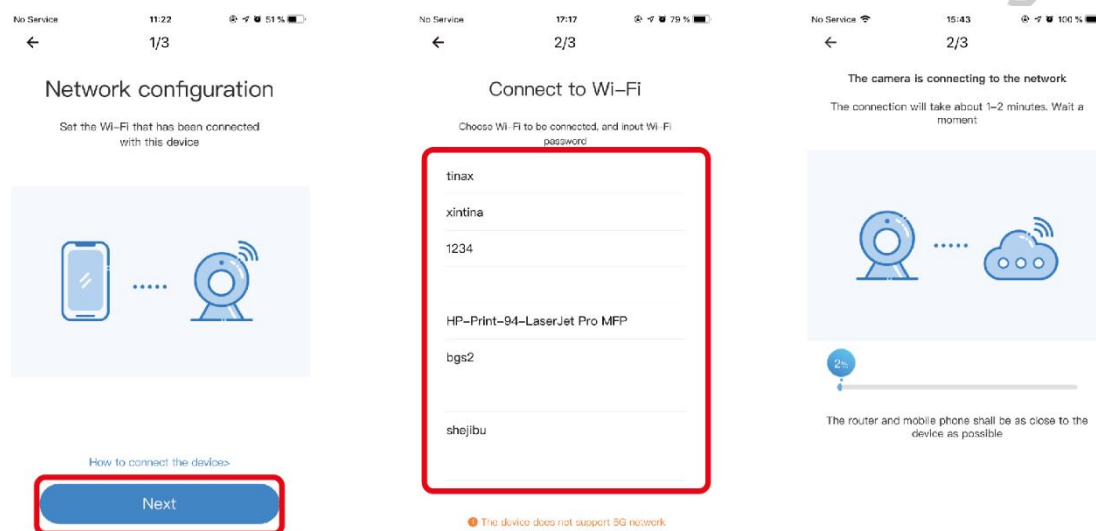 No Service 11:22 51 %
1/3
Network configuration
Set the Wi-Fi that has been connected
with this device
How to connect the device>
Next
No Service 17:17 79 %
2/3
Connect to Wi-Fi
Choose Wi-Fi to be connected, and input Wi-Fi
password
tinax
xintina
1234
HP-Print-94-LaserJet Pro MFP
bgs2
shejibu
The device does not support 5G network
No Service 15:43 100 %
2/3
The camera is connecting to the network
The connection will take about 1-2 minutes. Wait a
moment
2%
The router and mobile phone shall be as close to the
device as possible